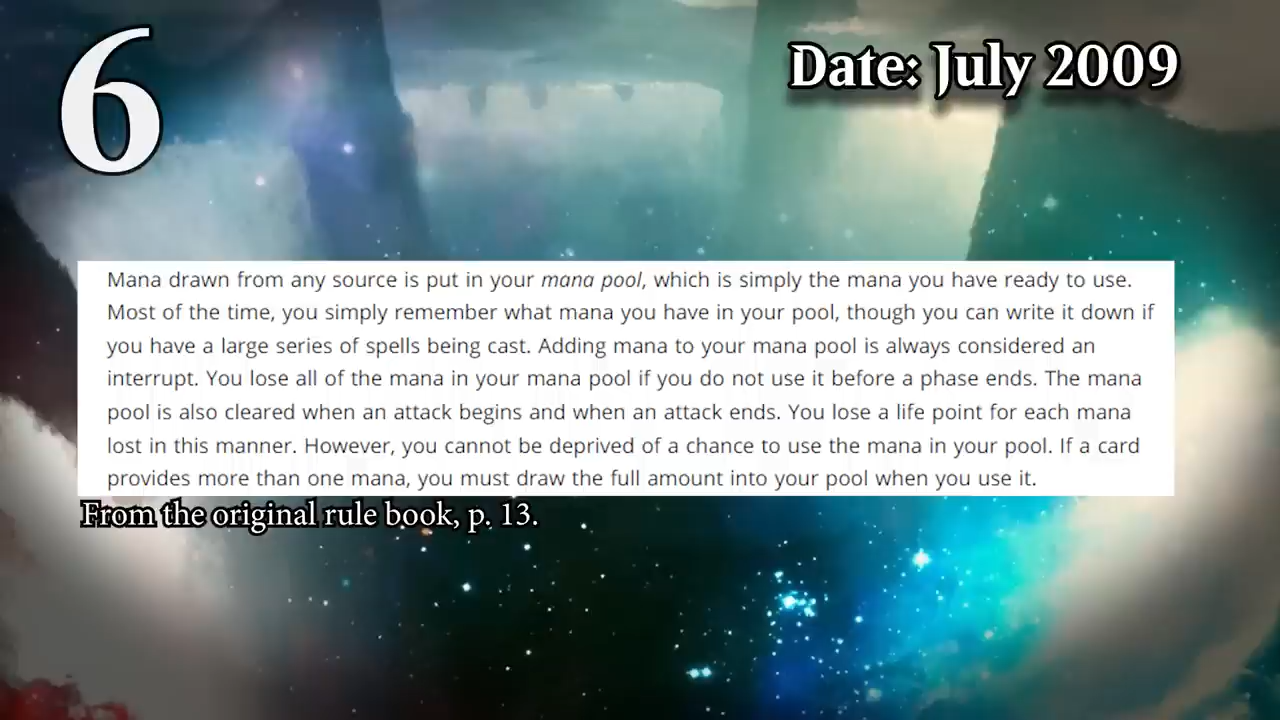 6
Date: July 2009
Mana drawn from any source is put in your mana pool, which is simply the mana you have ready to use.
Most of the time, you simply remember what mana you have in your pool, though you can write it down if
you have a large series of spells being cast. Adding mana to your mana pool is always considered an
interrupt. You lose all of the mana in your mana pool if you do not use it before a phase ends. The mana
pool is also cleared when an attack begins and when an attack ends. You lose a life point for each mana
lost in this manner. However, you cannot be deprived of a chance to use the mana in your pool. If a card
provides more than one mana, you must draw the full amount into your pool when you use it.
From the original rule book, p. 13.